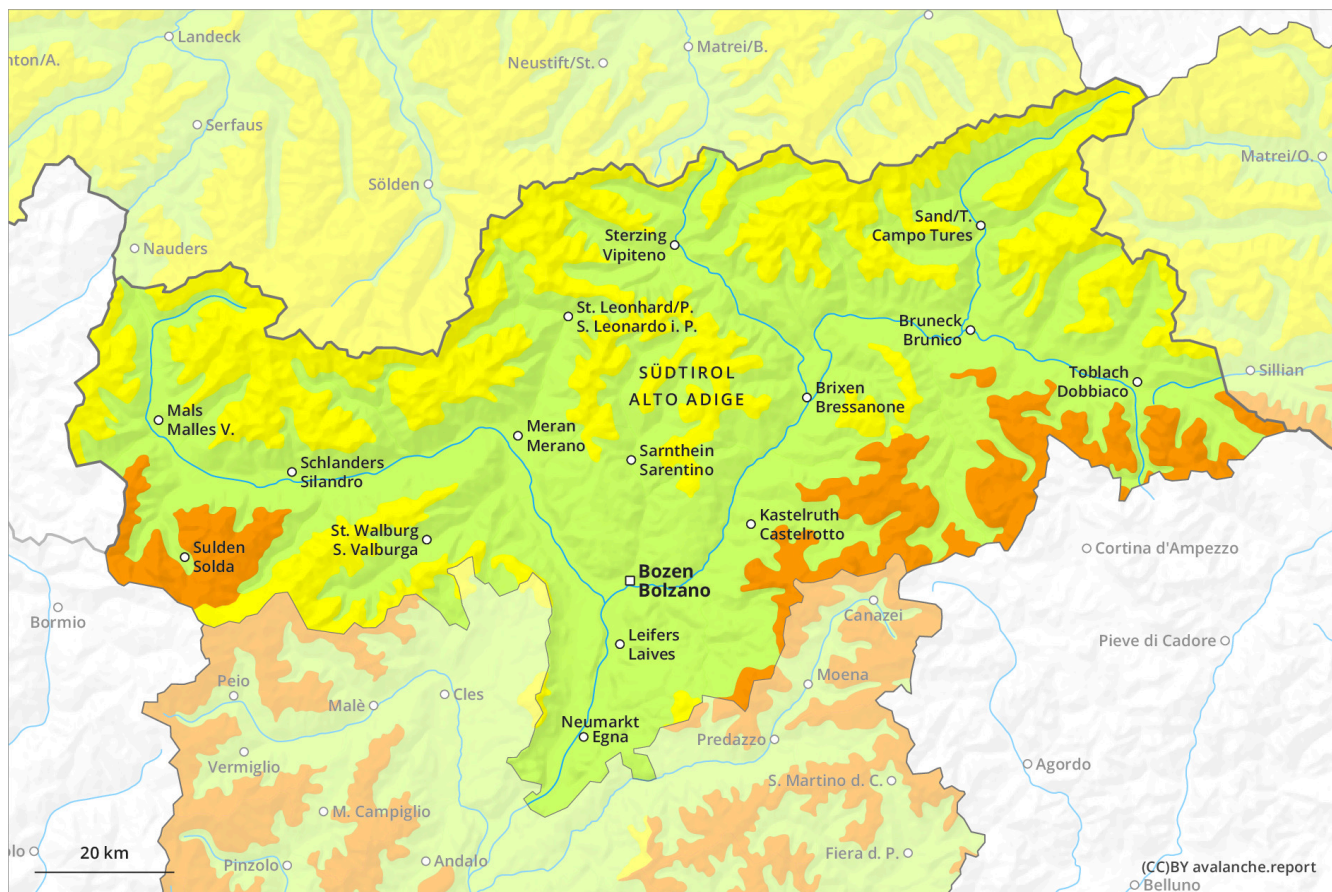 Landeck
Matrei/B.
nton/A.
Neustift/St.
Serfaus
Matrei/O.
Sölden
Sand/T.
Campo Tures
Sterzing
Vipiteno
Nauders
St. Leonhard/P.
S. Leonardo i. P.
Bruneck
Brunico
Sillian
Toblach
Dobbiaco
SÜDTIROL
ALTO ADIGE
Brixen
Bressanone
Mals
Malles V.
Meran
Merano
Sarnthein
Sarentino
Schlanders
Silandro
Kastelruth
Castelrotto
St. Walburg
S. Valburga
Sulden
Solda
Cortina d'Ampezzo
Bozen
Bolzano
Bormio
Canazei
Leifers
Laives
Pieve di Cadore
Moena
Peio
Cles
Malè
Neumarkt
Egna
Predazzo
Vermiglio
Agordo
S. Martino d. C.
M. Campiglio
olo
20 km
Pinzolo
Andalo
Fiera d. P.
(CC)BY avalanche.report
Belluno